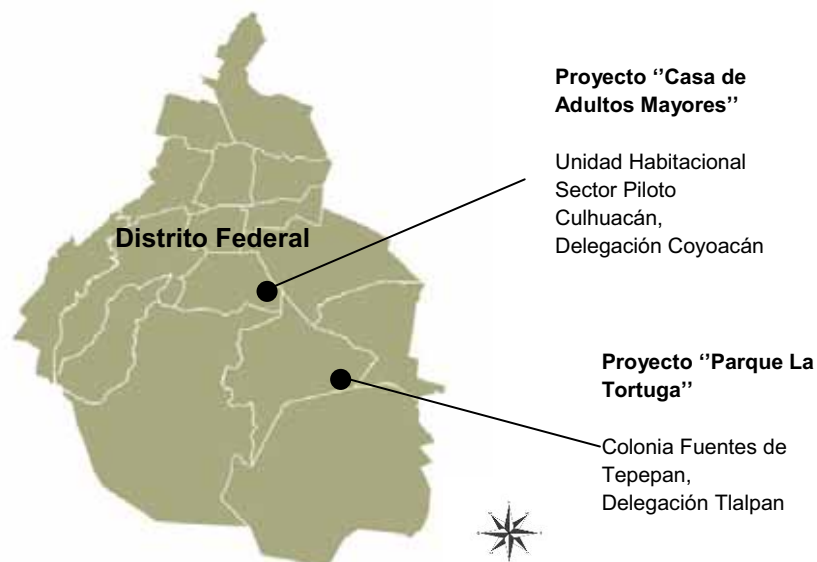 Proyecto ‘’Casa de
Adultos Mayores’’
Unidad Habitacional
Sector Piloto
Culhuacán,
Delegación Coyoacán
Distrito Federal
Proyecto ‘’Parque La
Tortuga’’
Colonia Fuentes de
Tepepan,
Delegación Tlalpan